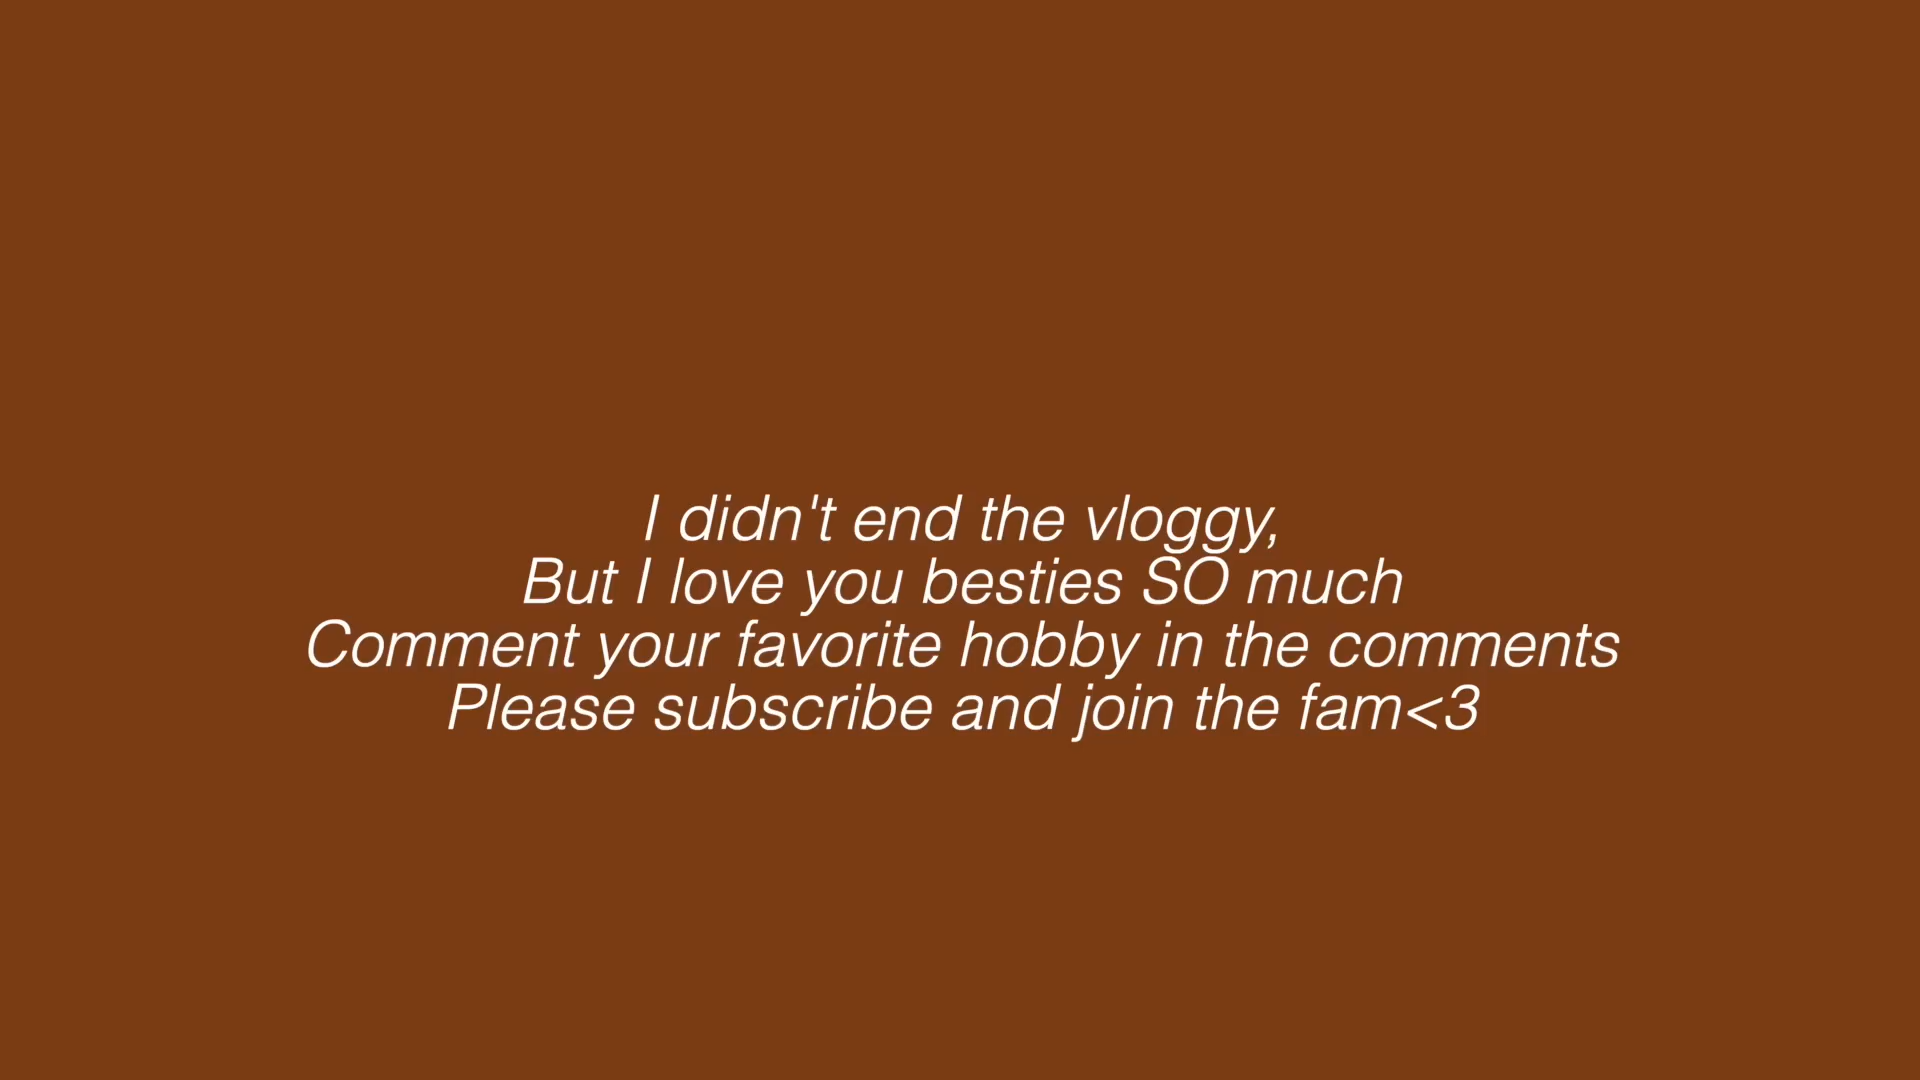 I didn't end the vloggy,
But I love you besties SO much
Comment your favorite hobby in the comments
Please subscribe and join the fam<3